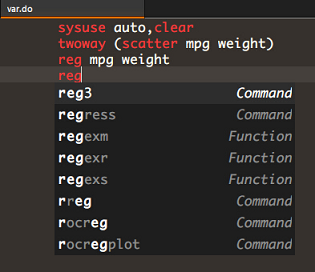 var.do
sysuse auto,clear
twoway (scatter mpg weight)
reg mpg weight
reg
reg3 Command
regress Command
regexm Function
regexr Function
regexs Function
rreg Command
rocreg Command
rocregplot Command